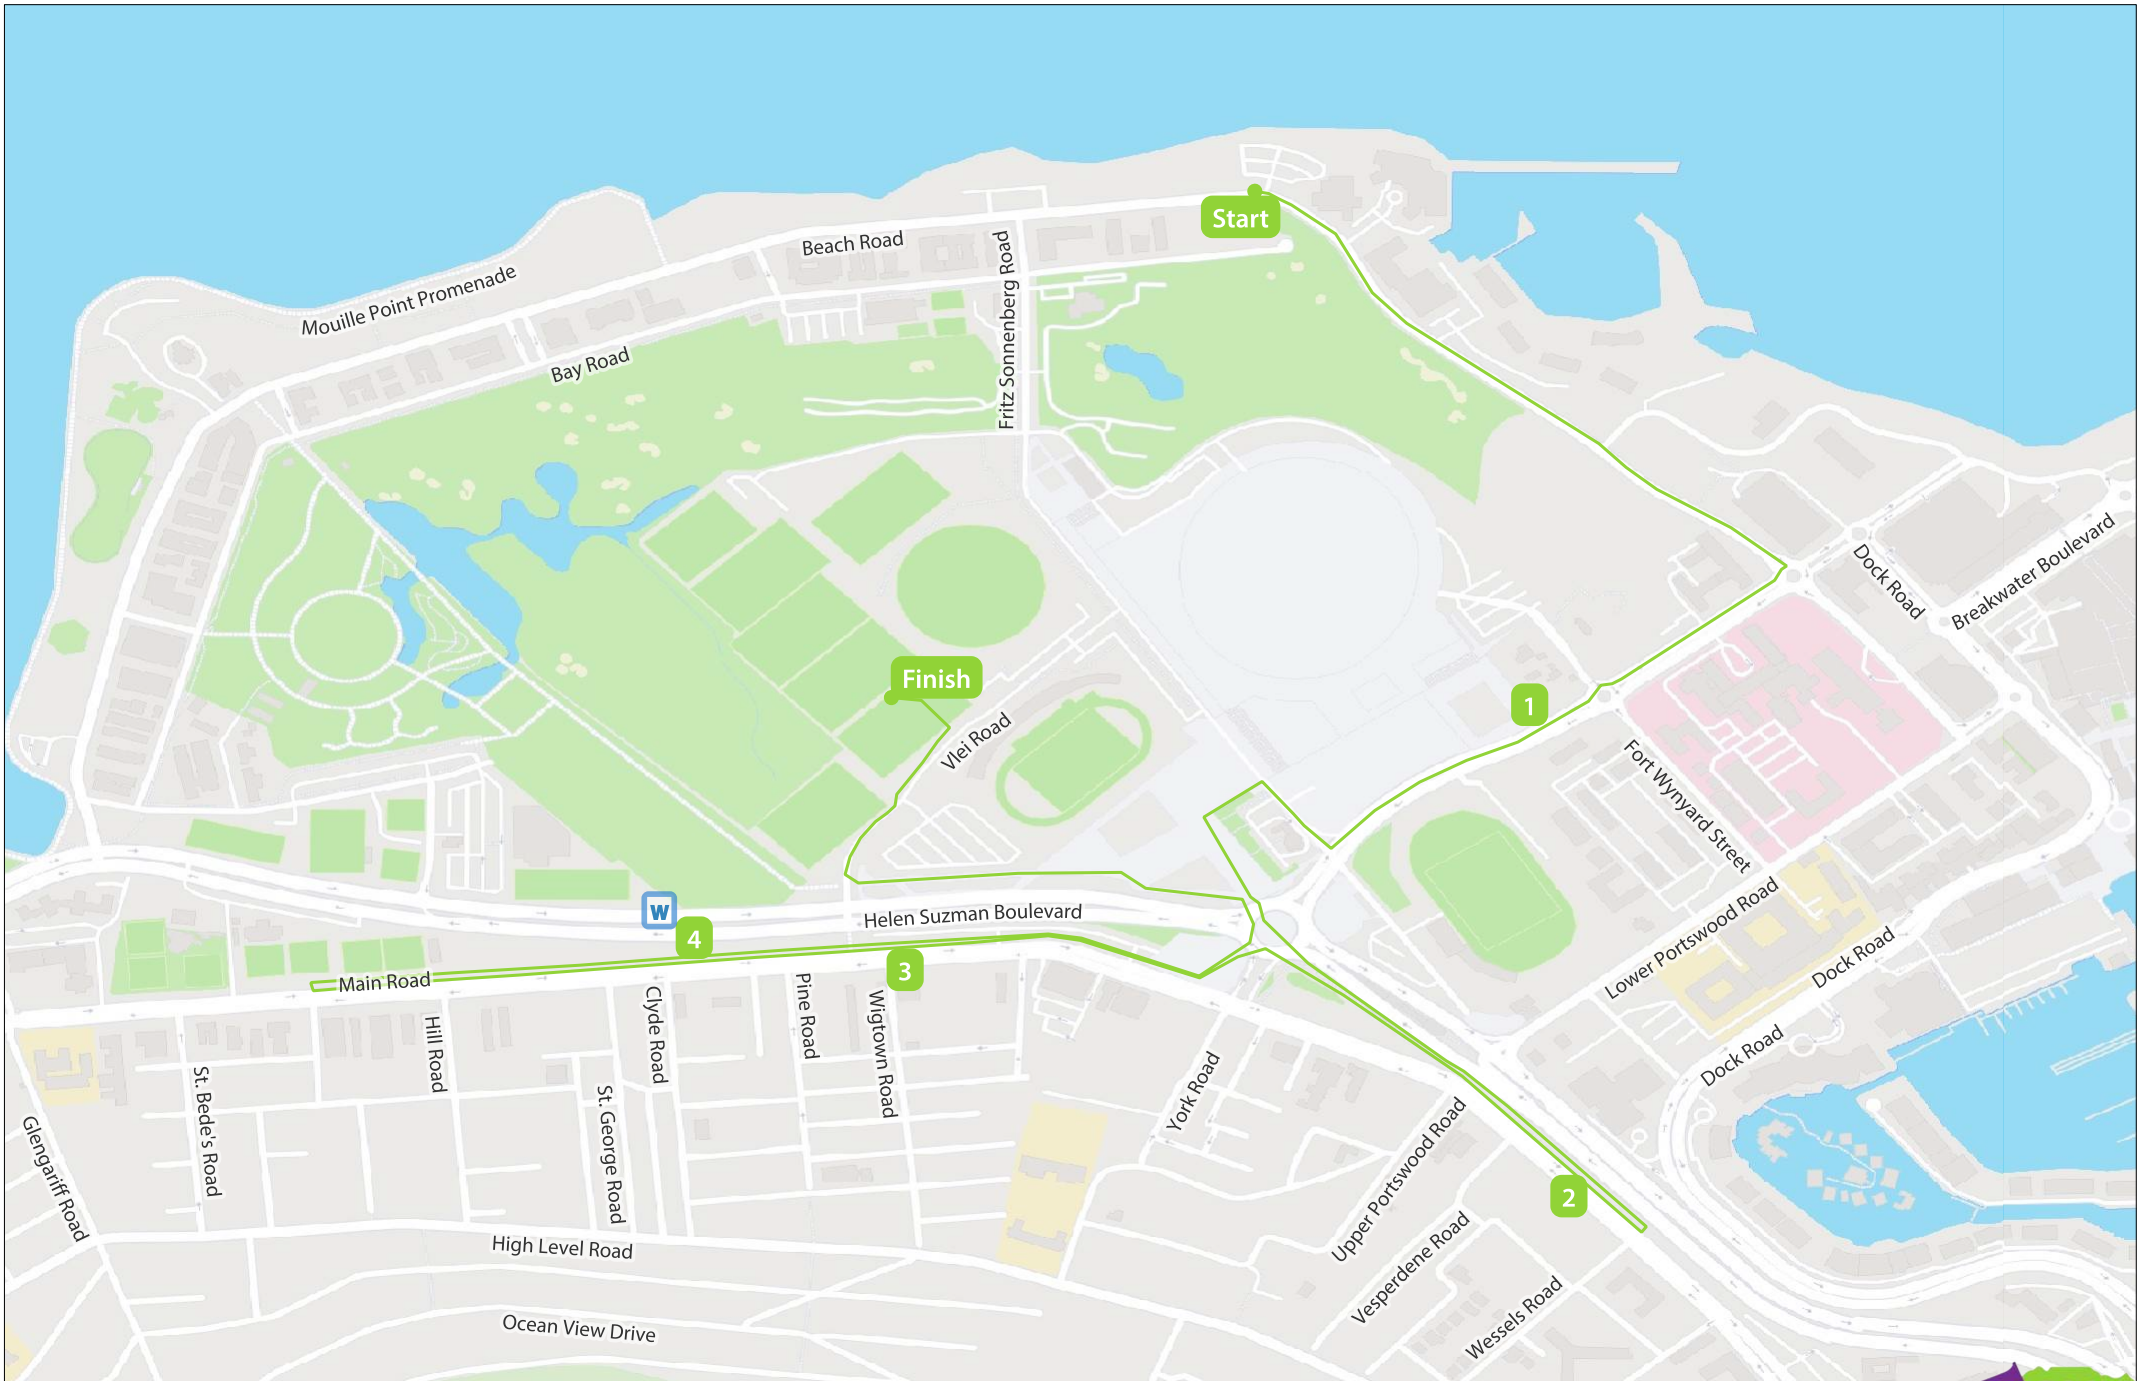 Start
Beach Road
Fritz Sonnenberg Road
Mouille Point Promenade
Bay Road
Dock Road
Breakwater Boulevard
Finish
Vlei Road
1
Fort Wynyard Street
W
Helen Suzman Boulevard
4
3
Main Road
Lower Portswood Road
Dock Road
Dock Road
Pine Road
Wigtown Road
Clyde Road
Hill Road
St. Bede's Road
St. George Road
York Road
Glengariff Road
Upper Portswood Road
2
Vesperdene Road
High Level Road
Wessels Road
Ocean View Drive